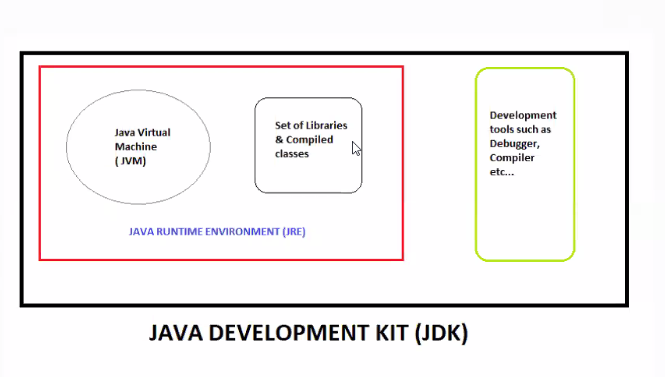 Java Virtual
Machine
( JVM)
Set of Libraries
& Compiled
classes
JAVA RUNTIME ENVIRONMENT (JRE)
Development
tools such as
Debugger,
Compiler
etc...
JAVA DEVELOPMENT KIT (JDK)